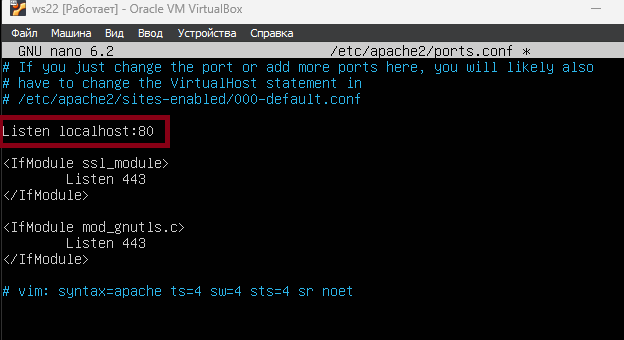 ws22 [Работает] - Oracle VM VirtualBox
Файл Машина Вид Ввод Устройства Справка
GNU nano 6.2 /etc/apache2/ports.conf *
# If you just change the port or add more ports here, you will likely also
# have to change the VirtualHost statement in
# /etc/apache2/sites-enabled/000-default.conf
Listen localhost:80
<IfModule ssl_module>
Listen 443
</IfModule>
<IfModule mod_gnutls.c>
Listen 443
</IfModule>
# vim: syntax=apache ts=4 sw=4 sts=4 sr noet